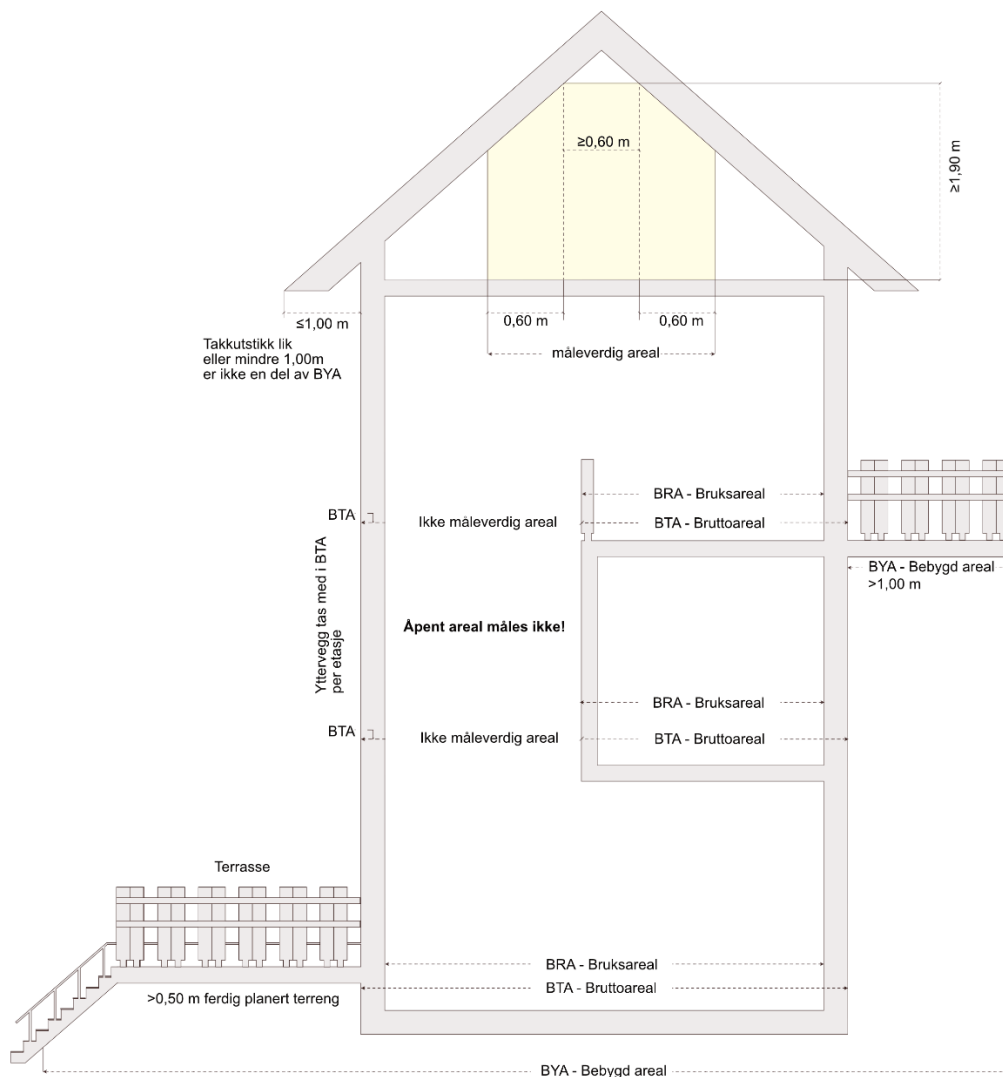 ≥0,60 m
≥1,90 m
≤1,00 m
0,60 m
0,60 m
Takkutstikk lik
eller mindre 1,00m
er ikke en del av BYA
måleverdig areal
BRA - Bruksareal
BTA
Ikke måleverdig areal
BTA - Bruttoareal
BYA - Bebygd areal
>1,00 m
Yttervegg tas med i BTA
per etasje
Åpent areal måles ikke!
BRA - Bruksareal
BTA
Ikke måleverdig areal
BTA - Bruttoareal
Terrasse
BRA - Bruksareal
BTA - Bruttoareal
>0,50 m ferdig planert terreng
BYA - Bebygd areal